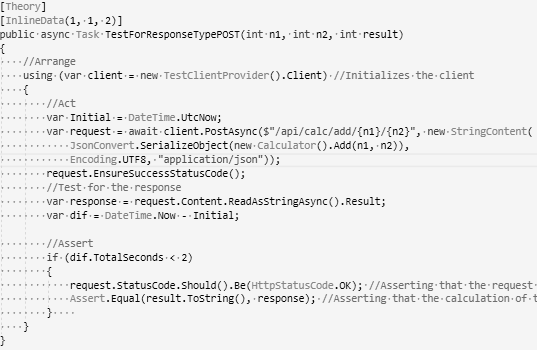 [Theory]
[InlineData(1, 1, 2)]
public async Task TestForResponseTypePOST(int n1, int n2, int result)
{
//Arrange
using (var client = new TestClientProvider().Client) //Initializes the client
{
//Act
var Initial = DateTime.UtcNow;
var request = await client.PostAsync($"/api/calc/add/{n1}/{n2}", new StringContent(
JsonConvert.SerializeObject(new Calculator().Add(n1, n2)),
Encoding.UTF8, "application/json"));
request.EnsureSuccessStatusCode();
//Test for the response
var response = request.Content.ReadAsStringAsync().Result;
var dif = DateTime.Now - Initial;
//Assert
if (dif.TotalSeconds < 2)
{
request.StatusCode.Should().Be(HttpStatusCode.OK); //Asserting that the request
Assert.Equal(result.ToString(), response); //Asserting that the calculation of t
}
}
}